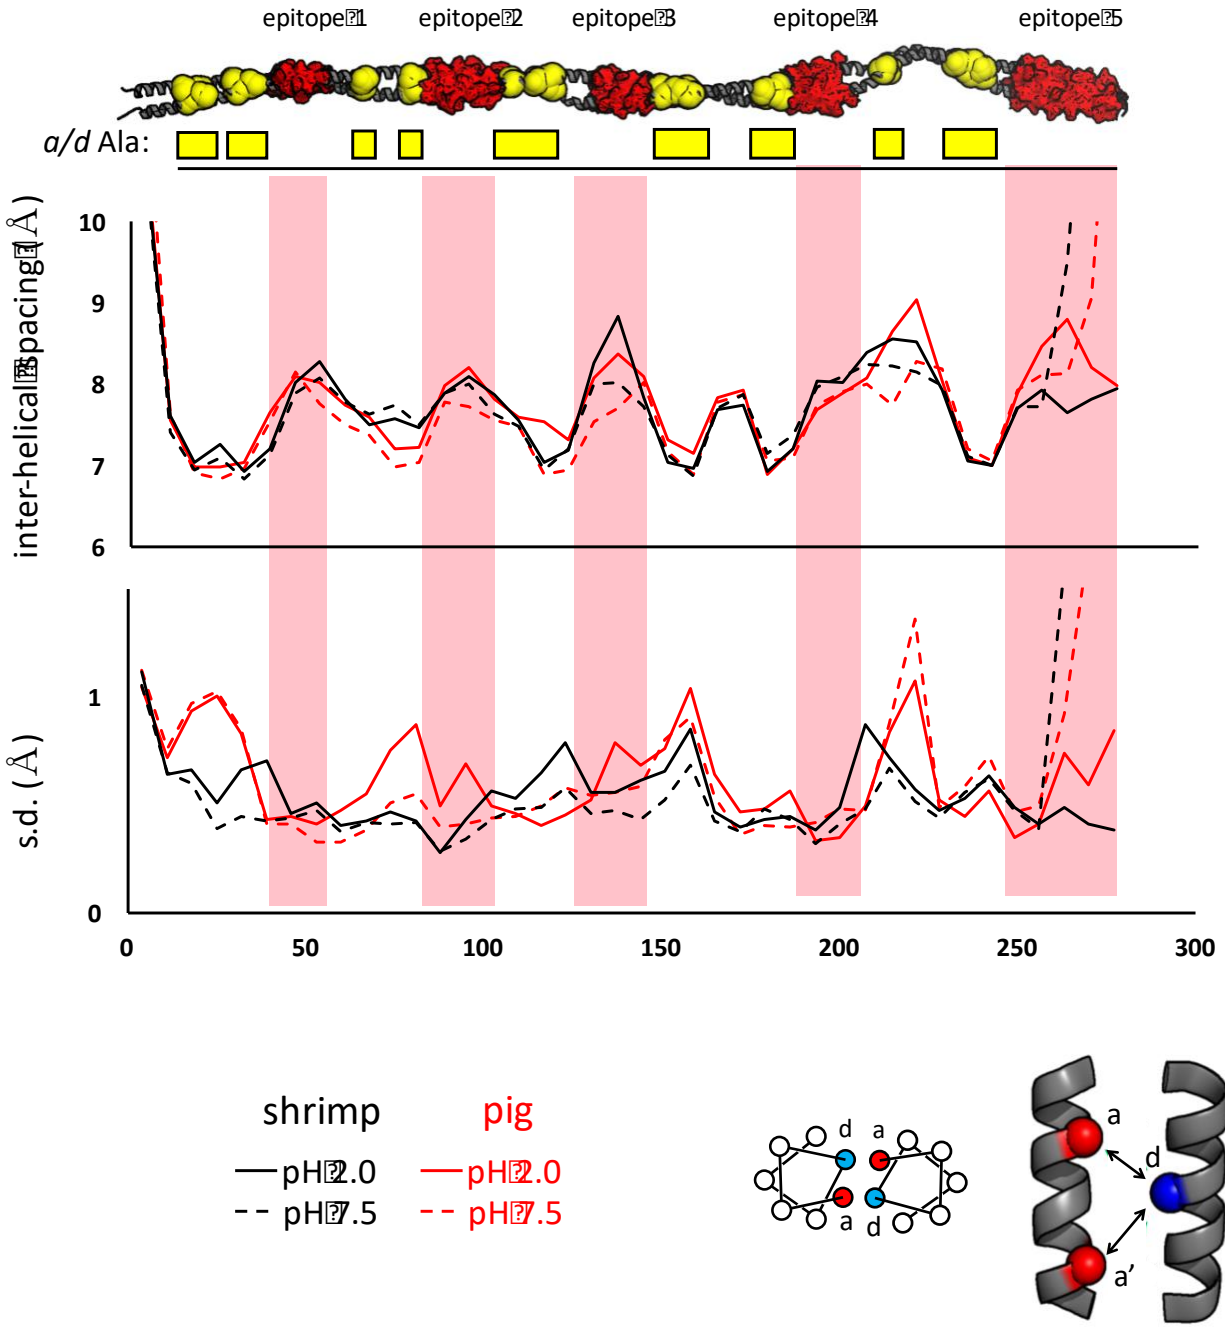 epitope 1 epitope 2 epitope 3 epitope 4 epitope 5
a/d Ala:
inter-helical spacing (Å)
10
9
8
7
6
s.d. (Å)
1
0
0 50 100 150 200 250 300
shrimp pig
pH 2.0 pH 2.0
pH 7.5 pH 7.5
d a
a d
a
d
a’